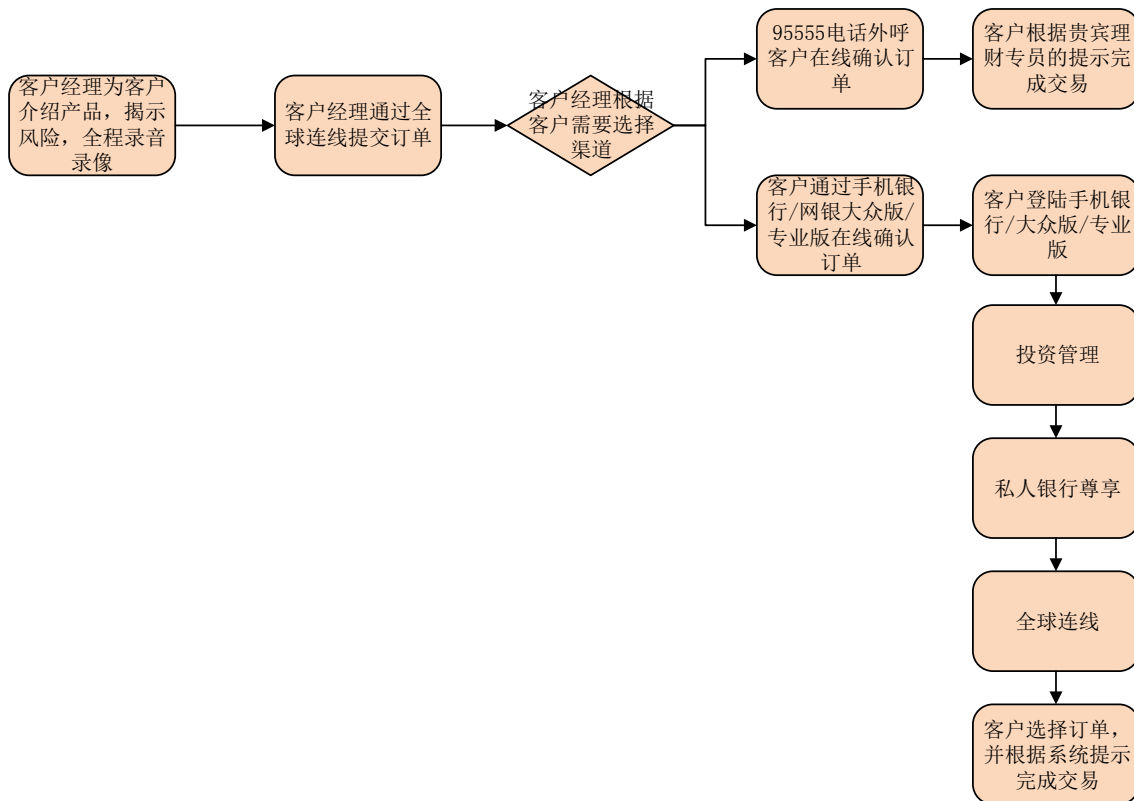 客户经理为客户
介绍产品，揭示
风险，全程录音
录像
客户经理通过全
球连线提交订单
客户经理根据
客户需要选择
渠道
95555电话外呼
客户在线确认订
单
客户根据贵宾理
财专员的提示完
成交易
客户通过手机银
行/网银大众版/
专业版在线确认
订单
客户登陆手机银
行/大众版/专业
版
投资管理
私人银行尊享
全球连线
客户选择订单，
并根据系统提示
完成交易